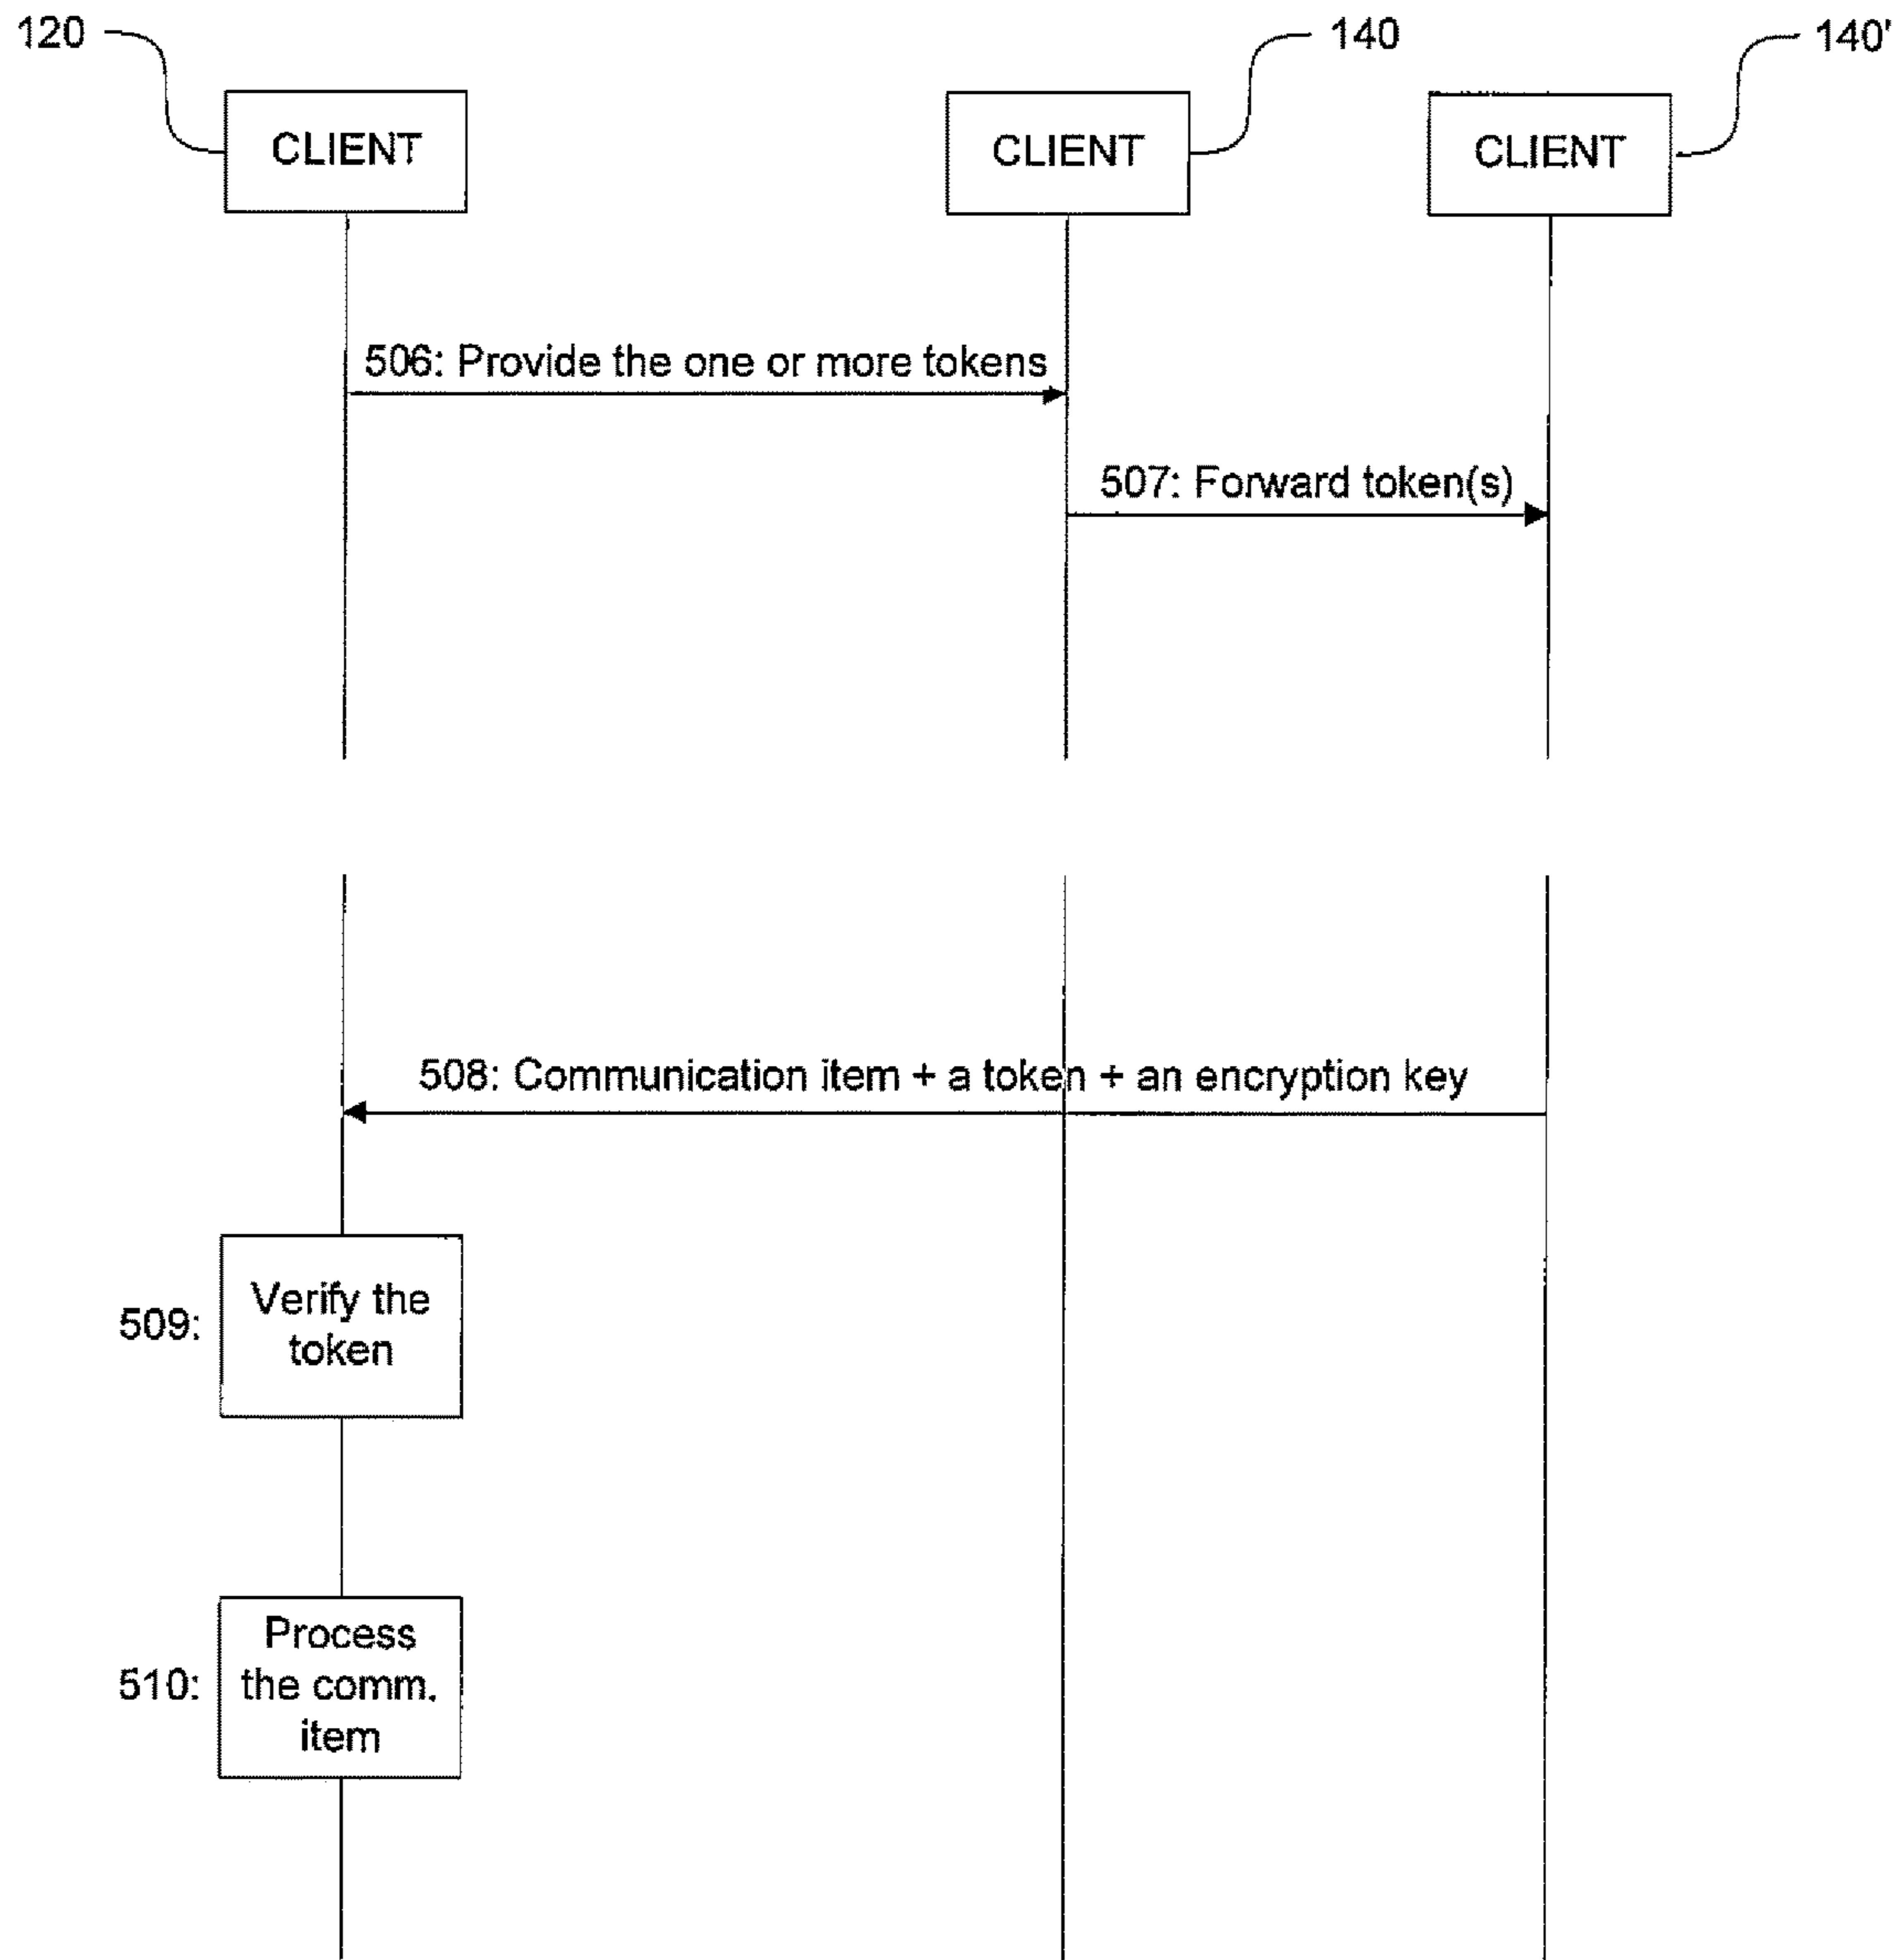 120
140
140'
CLIENT
CLIENT
CLIENT
506: Provide the one or more tokens
507: Forward token(s)
508: Communication item + a token + an encryption key
509:
Verify the
token
510:
Process
the comm.
item